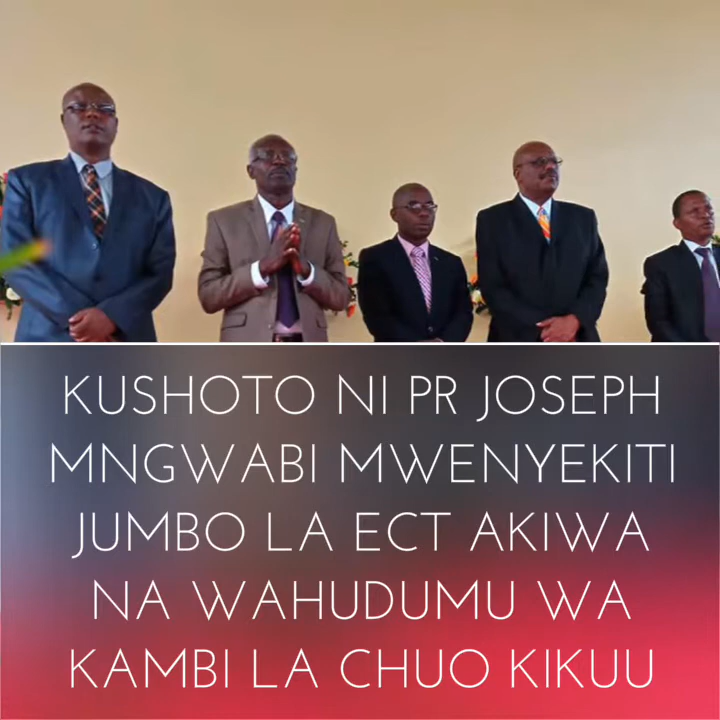 KUSHOTO NI PR JOSEPH
MNGWABI MWENYEKITI
JUMBO LA ECT AKIWA
NA WAHUDUMU WA
KAMBI LA CHUO KIKUU